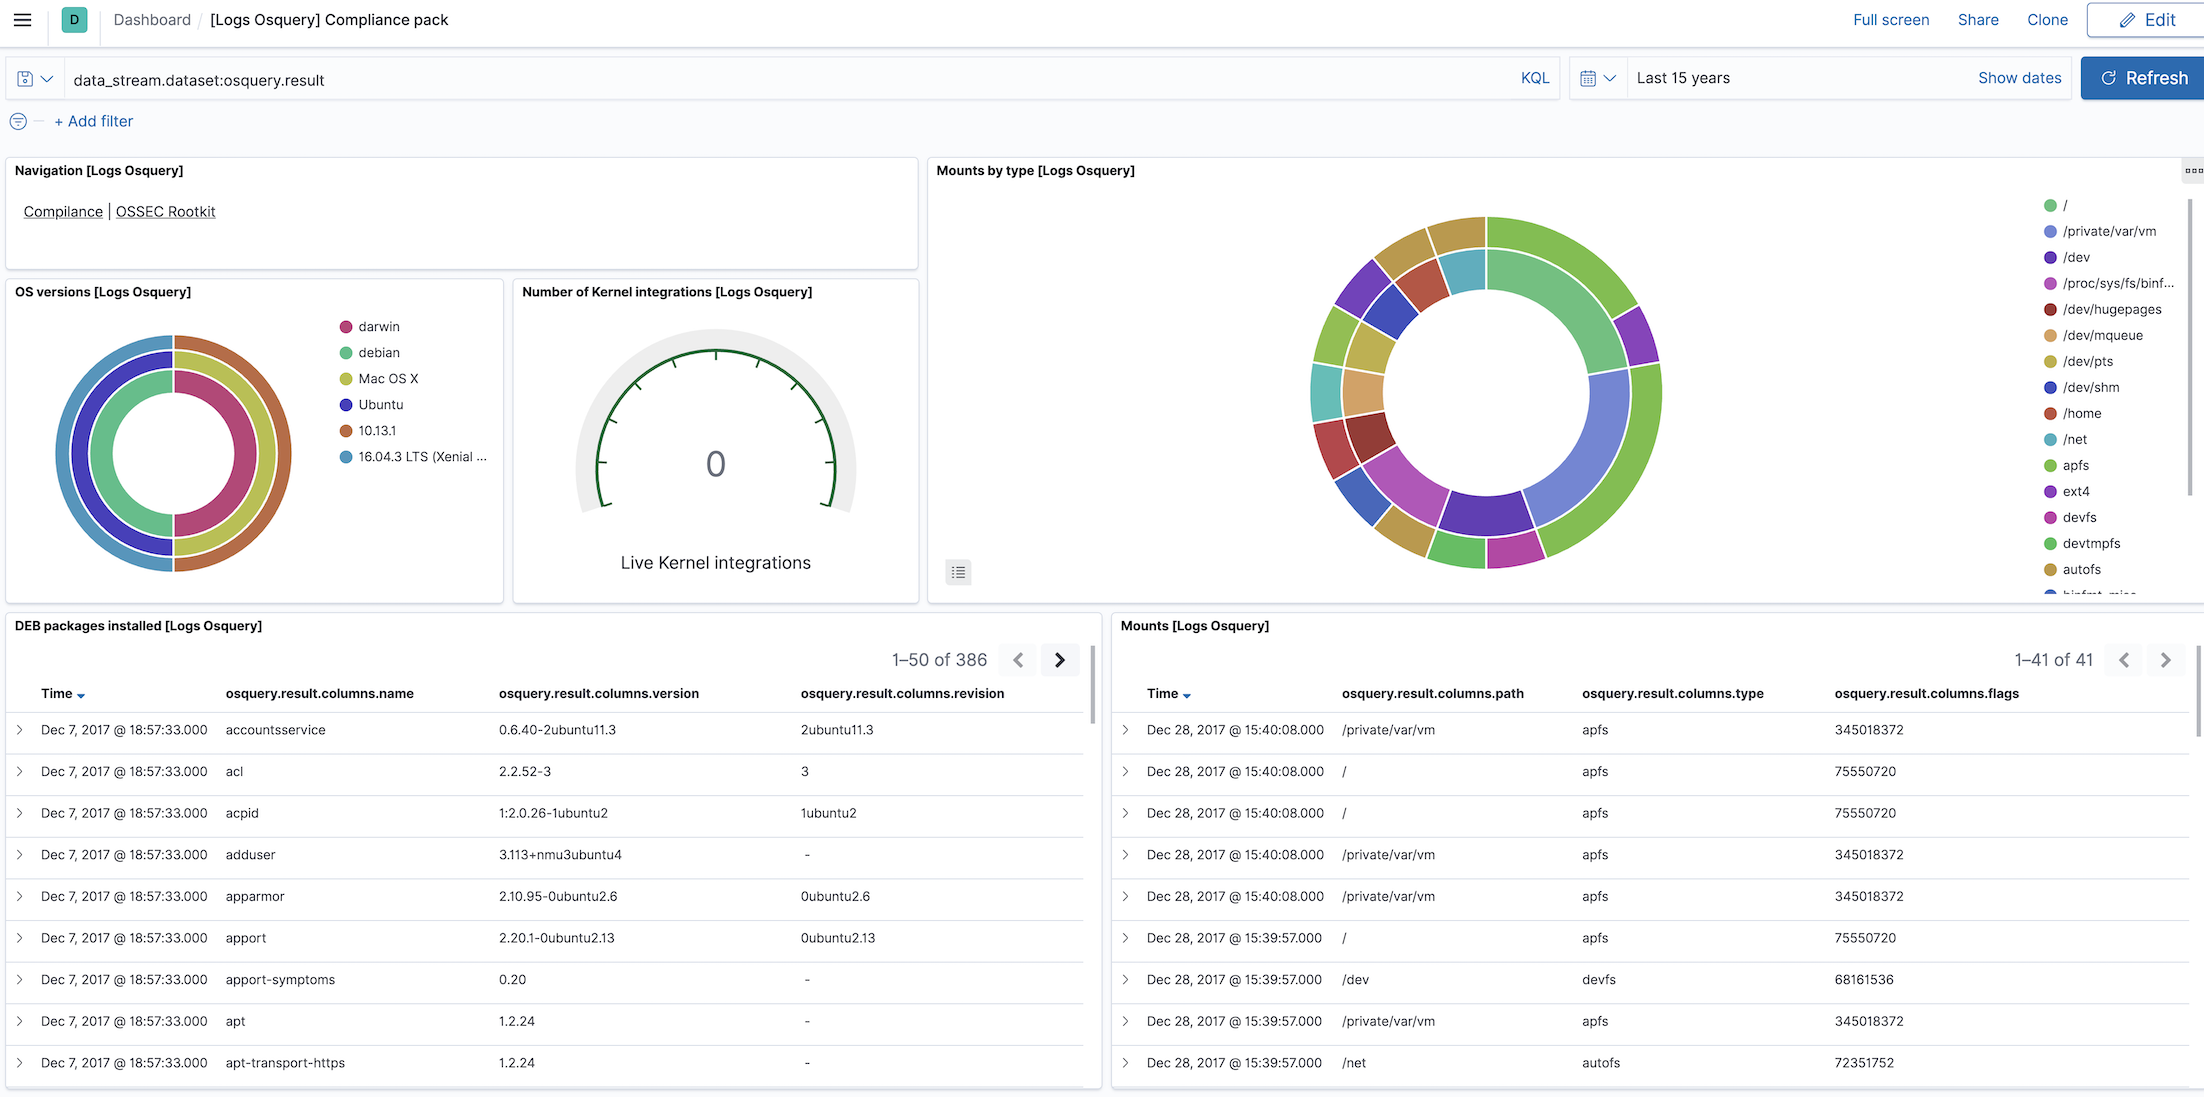 D Dashboard / [Logs Osquery] Compliance pack Full screen Share Clone Edit
data_stream.dataset:osquery.result KQL Last 15 years Show dates Refresh
+ Add filter
Navigation [Logs Osquery]
Compilance | OSSEC Rootkit
OS versions [Logs Osquery]
darwin
debian
Mac OS X
Ubuntu
10.13.1
16.04.3 LTS (Xenial ...
Number of Kernel integrations [Logs Osquery]
0
Live Kernel integrations
Mounts by type [Logs Osquery]
/
/private/var/vm
/dev
/proc/sys/fs/binf...
/dev/hugepages
/dev/mqueue
/dev/pts
/dev/shm
/home
/net
apfs
ext4
devfs
devtmpfs
autofs
DEB packages installed [Logs Osquery]
1–50 of 386
Time osquery.result.columns.name osquery.result.columns.version osquery.result.columns.revision
Dec 7, 2017 @ 18:57:33.000 accountsservice 0.6.40-2ubuntu11.3 2ubuntu11.3
Dec 7, 2017 @ 18:57:33.000 acl 2.2.52-3 3
Dec 7, 2017 @ 18:57:33.000 acpid 1:2.0.26-1ubuntu2 1ubuntu2
Dec 7, 2017 @ 18:57:33.000 adduser 3.113+nmu3ubuntu4 -
Dec 7, 2017 @ 18:57:33.000 apparmor 2.10.95-0ubuntu2.6 0ubuntu2.6
Dec 7, 2017 @ 18:57:33.000 apport 2.20.1-0ubuntu2.13 0ubuntu2.13
Dec 7, 2017 @ 18:57:33.000 apport-symptoms 0.20 -
Dec 7, 2017 @ 18:57:33.000 apt 1.2.24 -
Dec 7, 2017 @ 18:57:33.000 apt-transport-https 1.2.24 -
Mounts [Logs Osquery]
1–41 of 41
Time osquery.result.columns.path osquery.result.columns.type osquery.result.columns.flags
Dec 28, 2017 @ 15:40:08.000 /private/var/vm apfs 345018372
Dec 28, 2017 @ 15:40:08.000 / apfs 75550720
Dec 28, 2017 @ 15:40:08.000 / apfs 75550720
Dec 28, 2017 @ 15:40:08.000 /private/var/vm apfs 345018372
Dec 28, 2017 @ 15:40:08.000 /private/var/vm apfs 345018372
Dec 28, 2017 @ 15:39:57.000 / apfs 75550720
Dec 28, 2017 @ 15:39:57.000 /dev devfs 68161536
Dec 28, 2017 @ 15:39:57.000 /private/var/vm apfs 345018372
Dec 28, 2017 @ 15:39:57.000 /net autofs 72351752